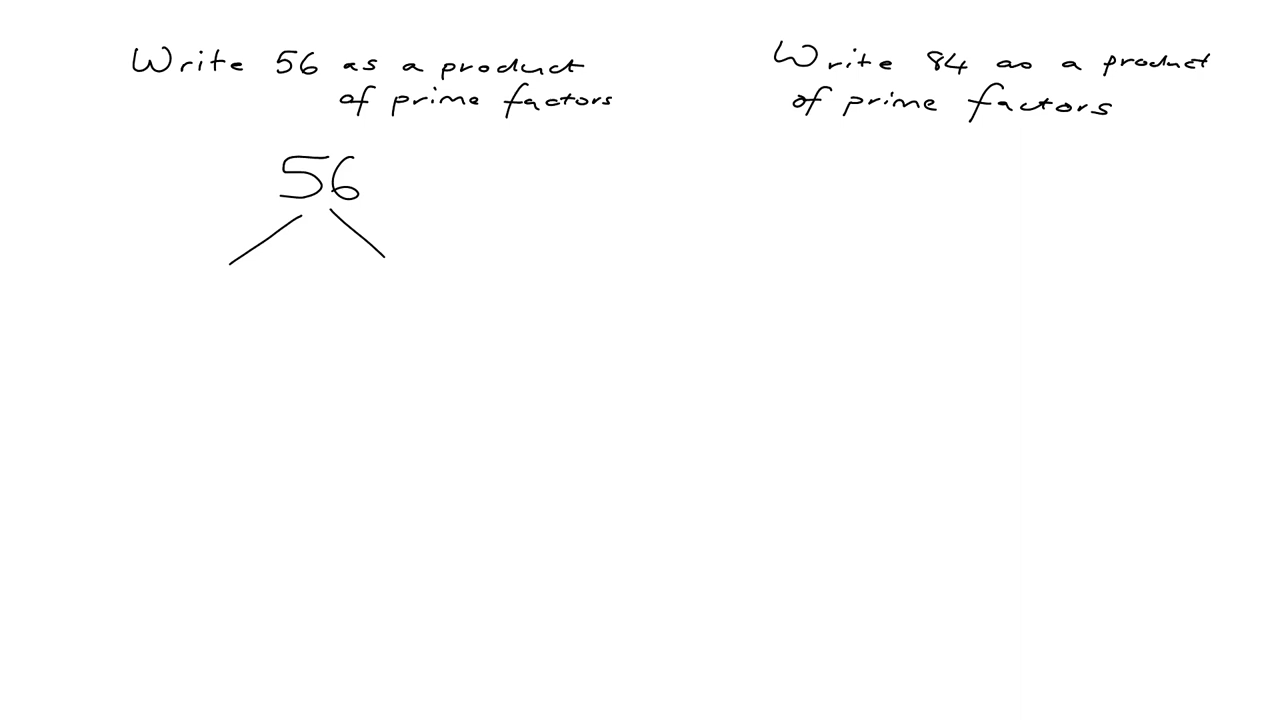 Write 56 as a product
of prime factors
56
Write 84 as a product
of prime factors